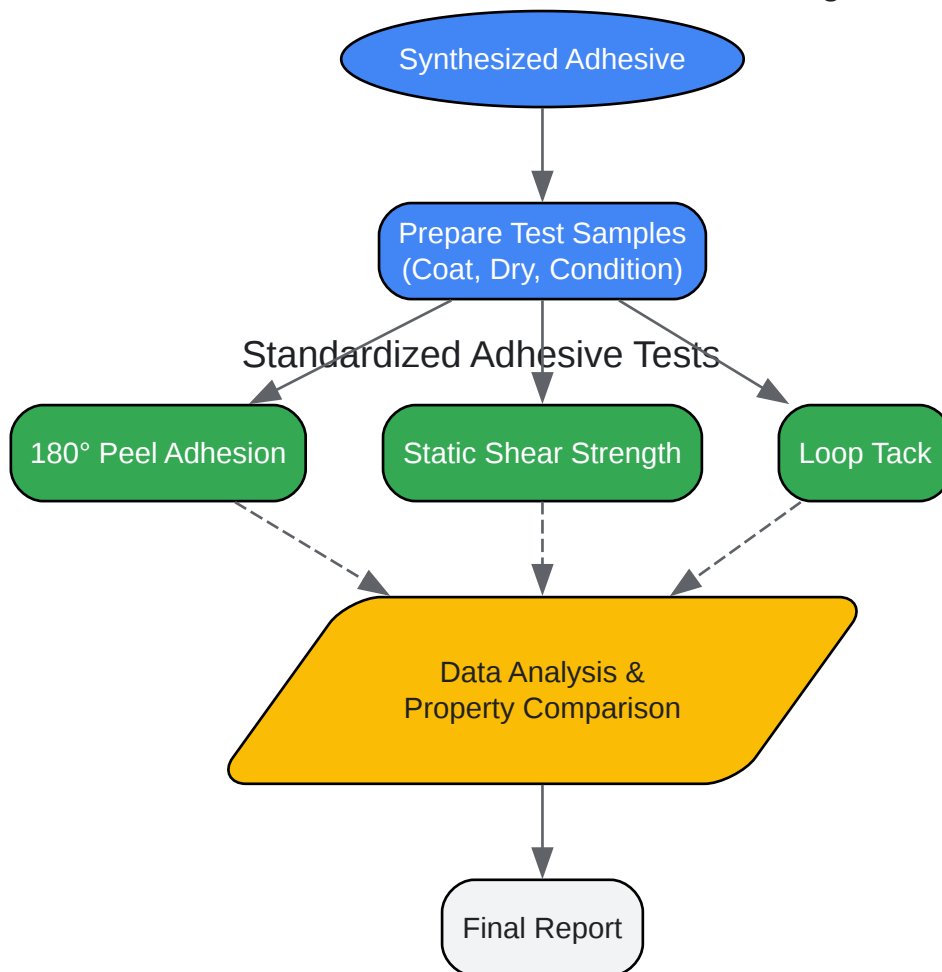 Synthesized Adhesive
Prepare Test Samples
(Coat, Dry, Condition)
Standardized Adhesive Tests
180° Peel Adhesion
Static Shear Strength
Loop Tack
Data Analysis &
Property Comparison
Final Report